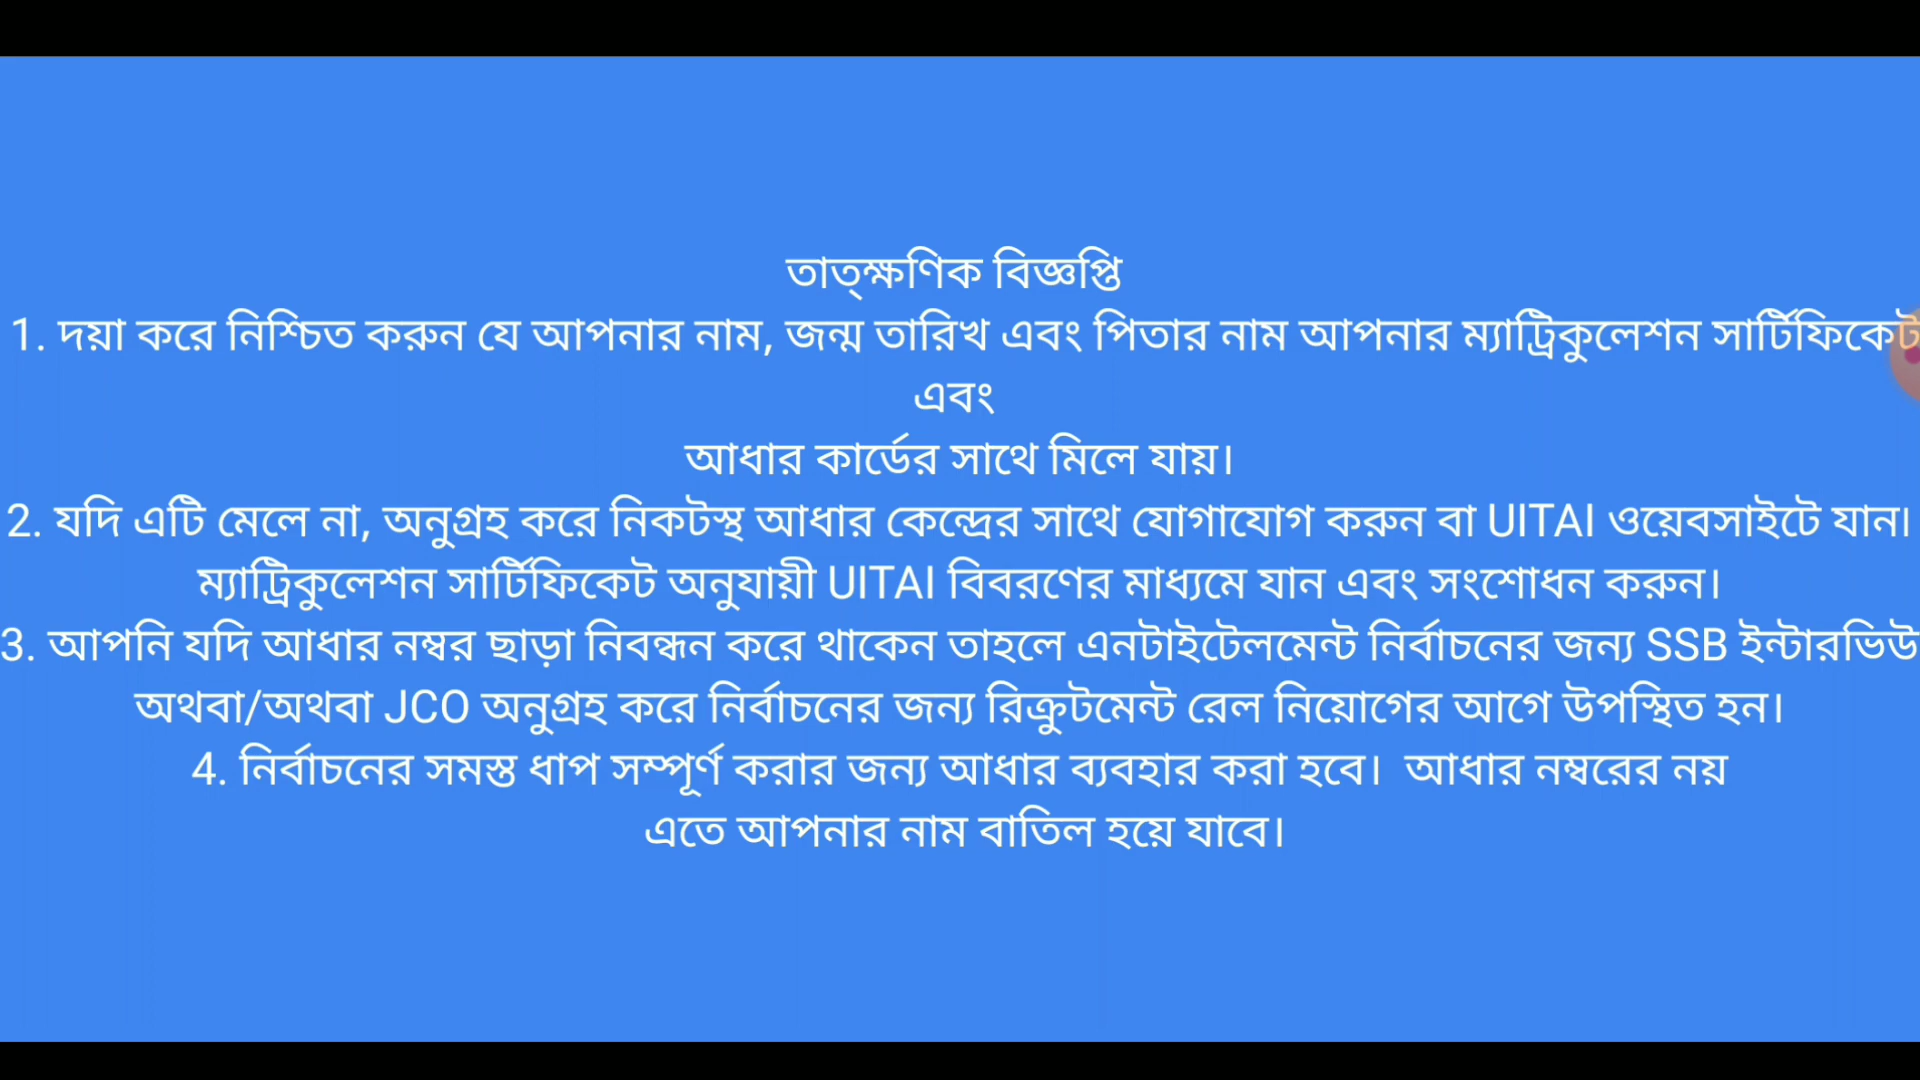 তাত্ক্ষণিক বিজ্ঞপ্তি
1. দয়া করে নিশ্চিত করুন যে আপনার নাম, জন্ম তারিখ এবং পিতার নাম আপনার ম্যাট্রিকুলেশন সার্টিফিকেট
এবং
আধার কার্ডের সাথে মিলে যায়।
2. যদি এটি মেলে না, অনুগ্রহ করে নিকটস্থ আধার কেন্দ্রের সাথে যোগাযোগ করুন বা UITAI ওয়েবসাইটে যান।
ম্যাট্রিকুলেশন সার্টিফিকেট অনুযায়ী UITAI বিবরণের মাধ্যমে যান এবং সংশোধন করুন।
3. আপনি যদি আধার নম্বর ছাড়া নিবন্ধন করে থাকেন তাহলে এনটাইটেলমেন্ট নির্বাচনের জন্য SSB ইন্টারভিউ
অথবা/অথবা JCO অনুগ্রহ করে নির্বাচনের জন্য রিক্রুটমেন্ট রেল নিয়োগের আগে উপস্থিত হন।
4. নির্বাচনের সমস্ত ধাপ সম্পূর্ণ করার জন্য আধার ব্যবহার করা হবে। আধার নম্বরের নয়
এতে আপনার নাম বাতিল হয়ে যাবে।